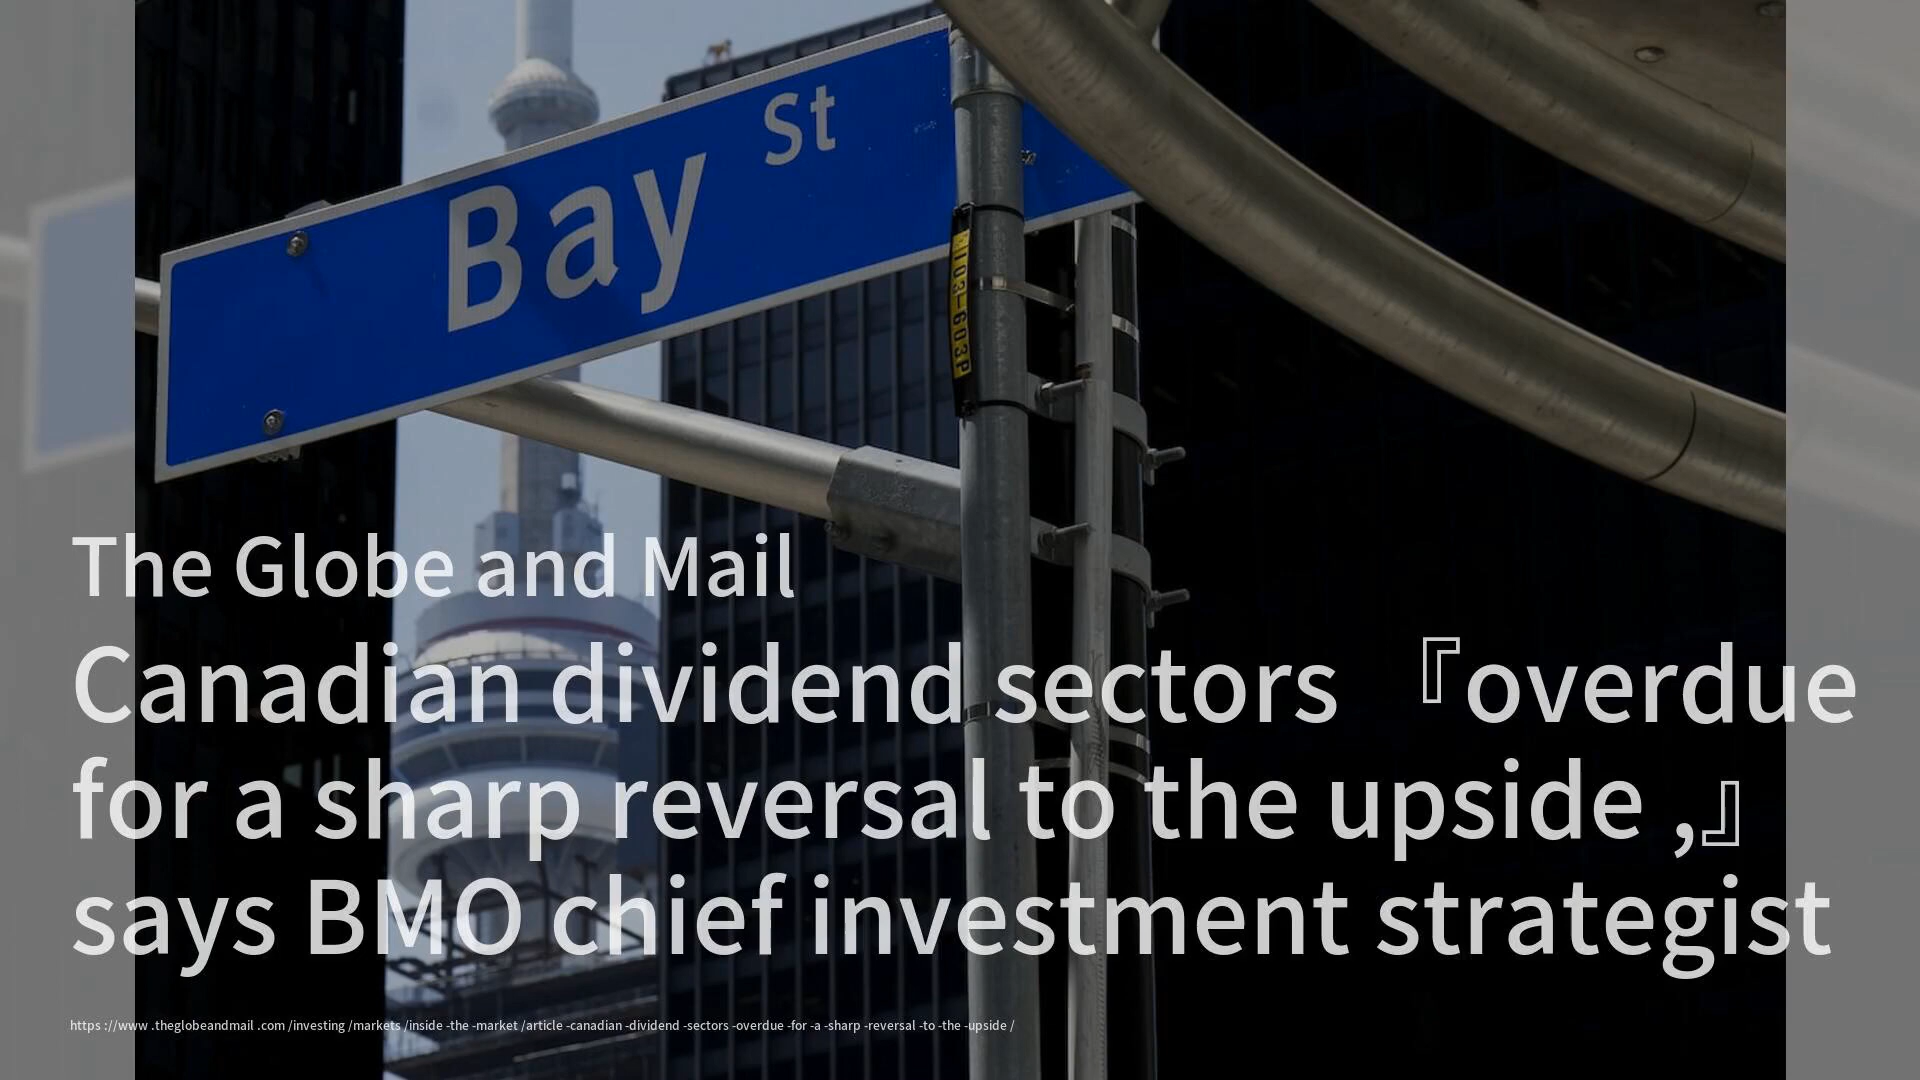 Bay St
1103-603P
The Globe and Mail
Canadian dividend sectors 『overdue
for a sharp reversal to the upside ,』
says BMO chief investment strategist
https ://www .theglobeandmail .com /investing /markets /inside -the -market /article -canadian -dividend -sectors -overdue -for -a -sharp -reversal -to -the -upside /